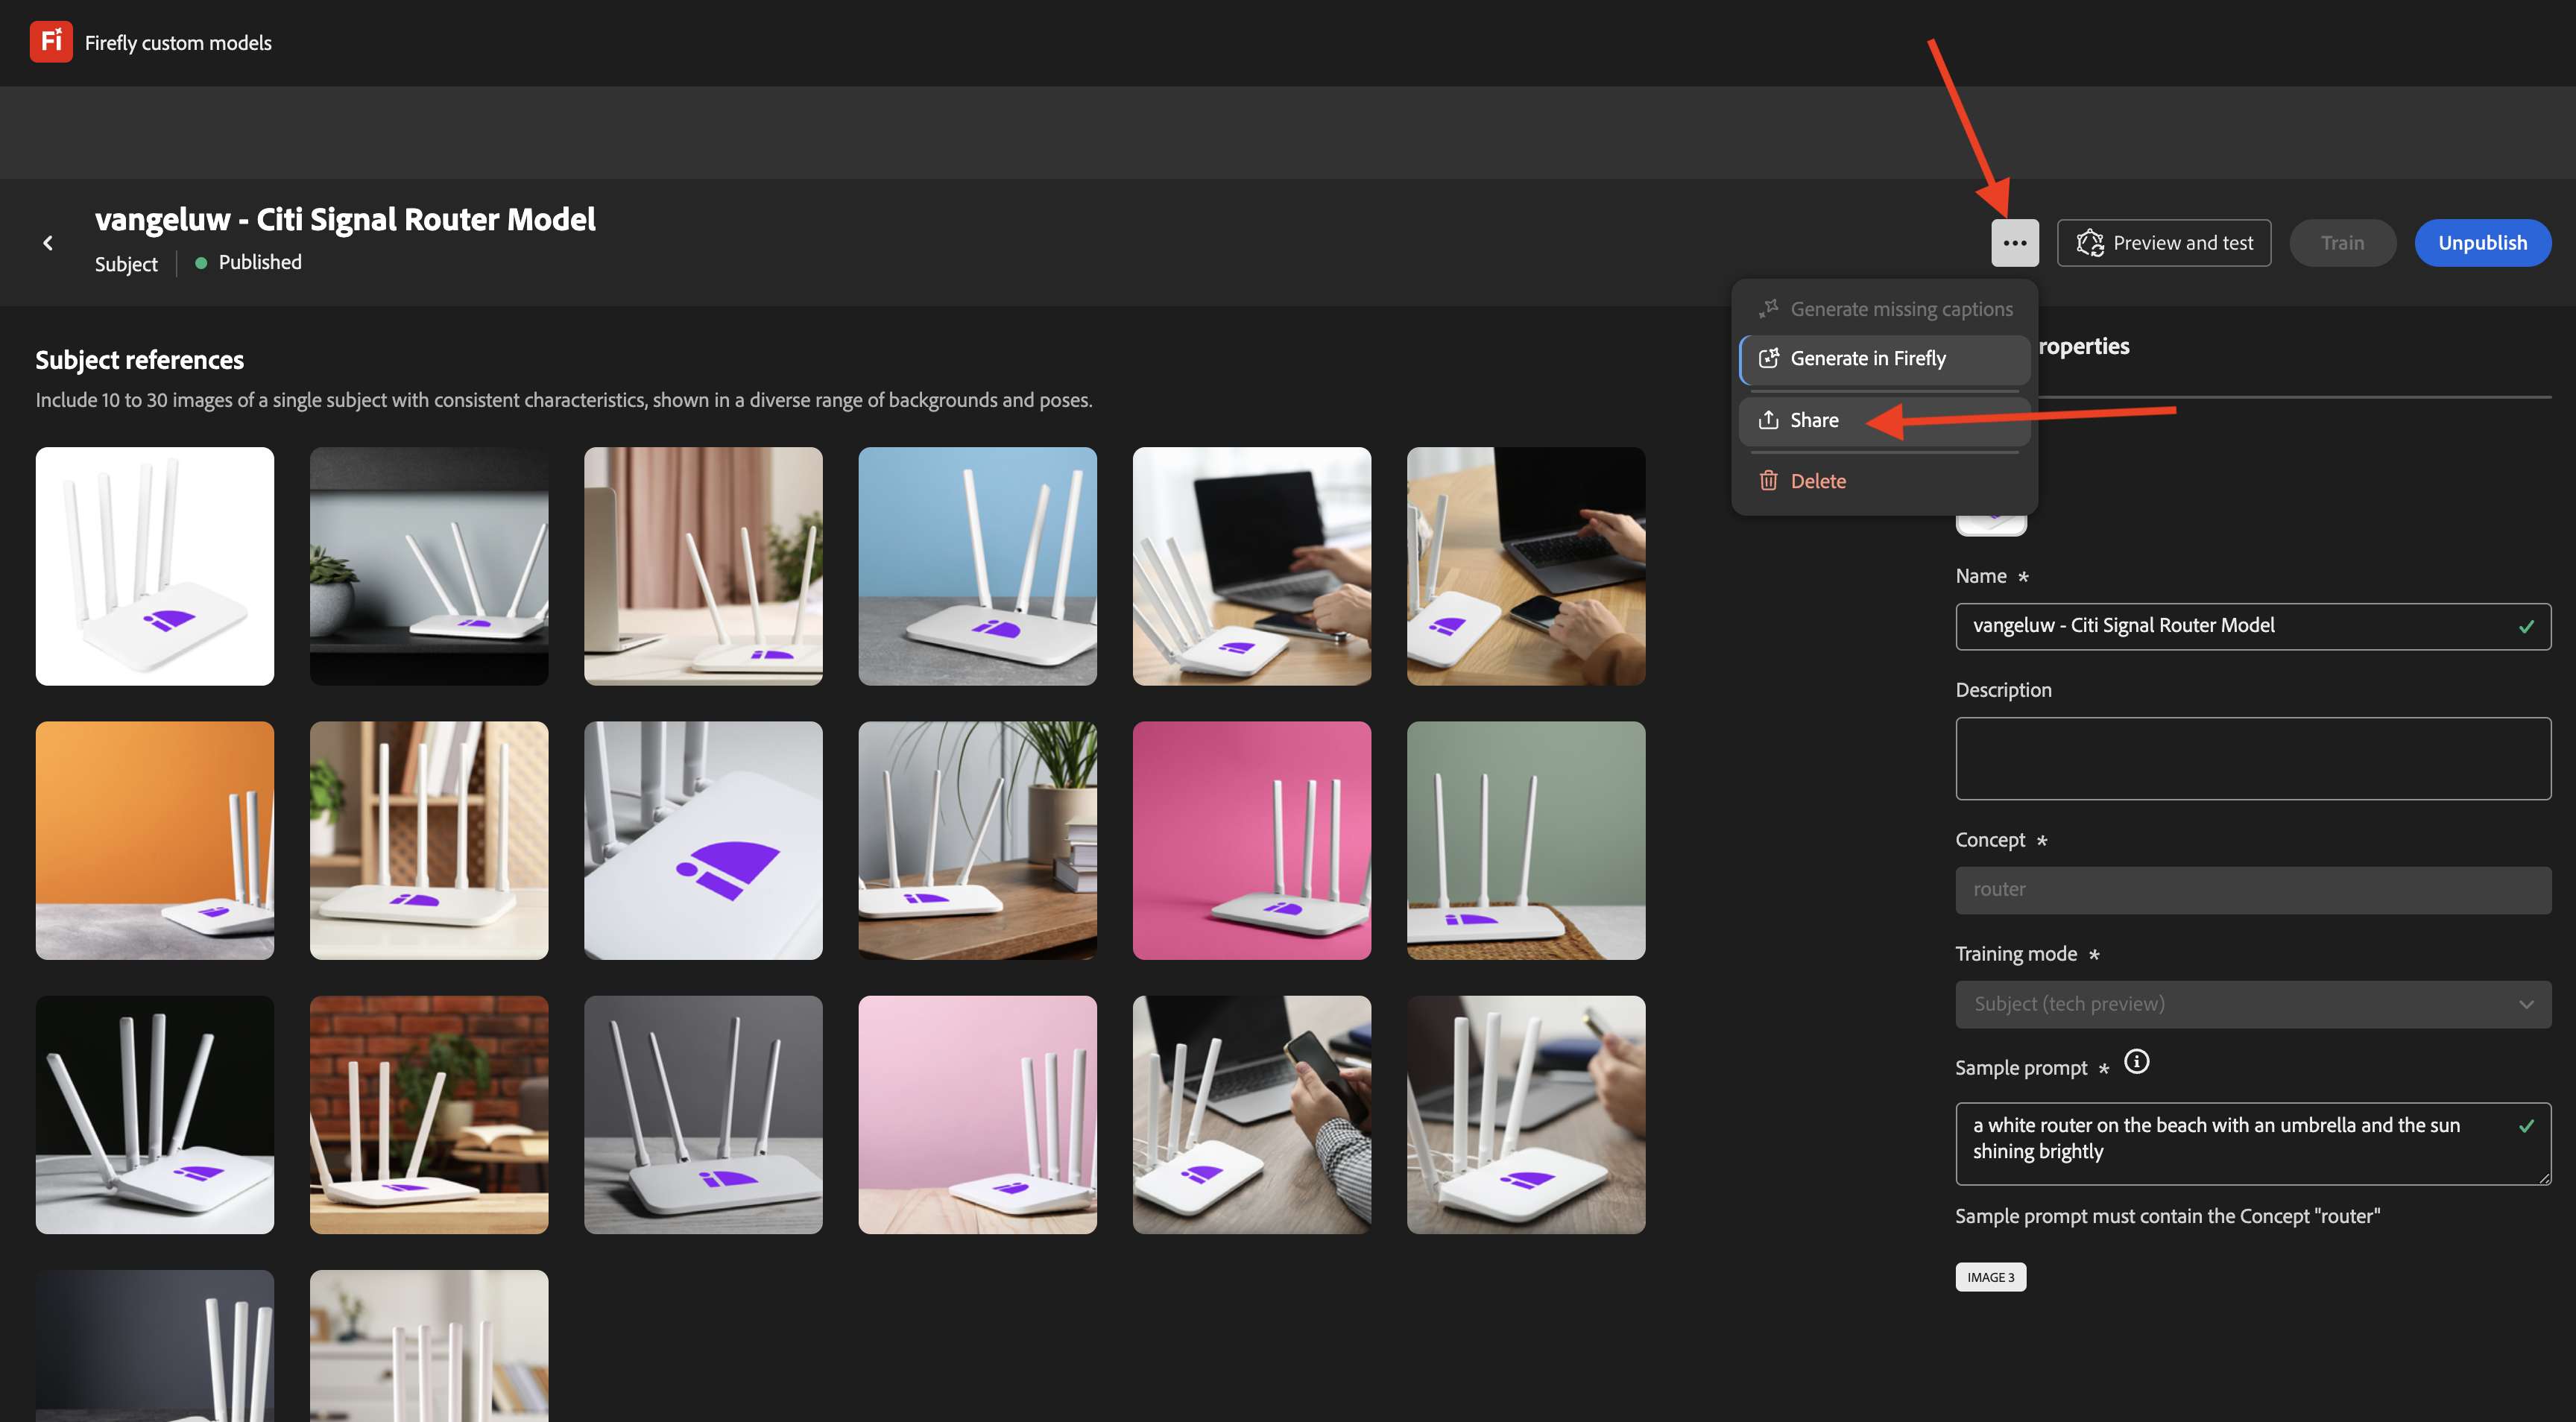 Fi
Firefly custom models
vangeluw - Citi Signal Router Model
Subject
Published
•••
Preview and test
Train
Unpublish
Generate missing captions
Generate in Firefly
Share
Delete
Subject references
Include 10 to 30 images of a single subject with consistent characteristics, shown in a diverse range of backgrounds and poses.
roperties
Name *
vangeluw - Citi Signal Router Model
Description
Concept *
router
Training mode *
Subject (tech preview)
Sample prompt *
a white router on the beach with an umbrella and the sun
shining brightly
Sample prompt must contain the Concept "router"
IMAGE 3